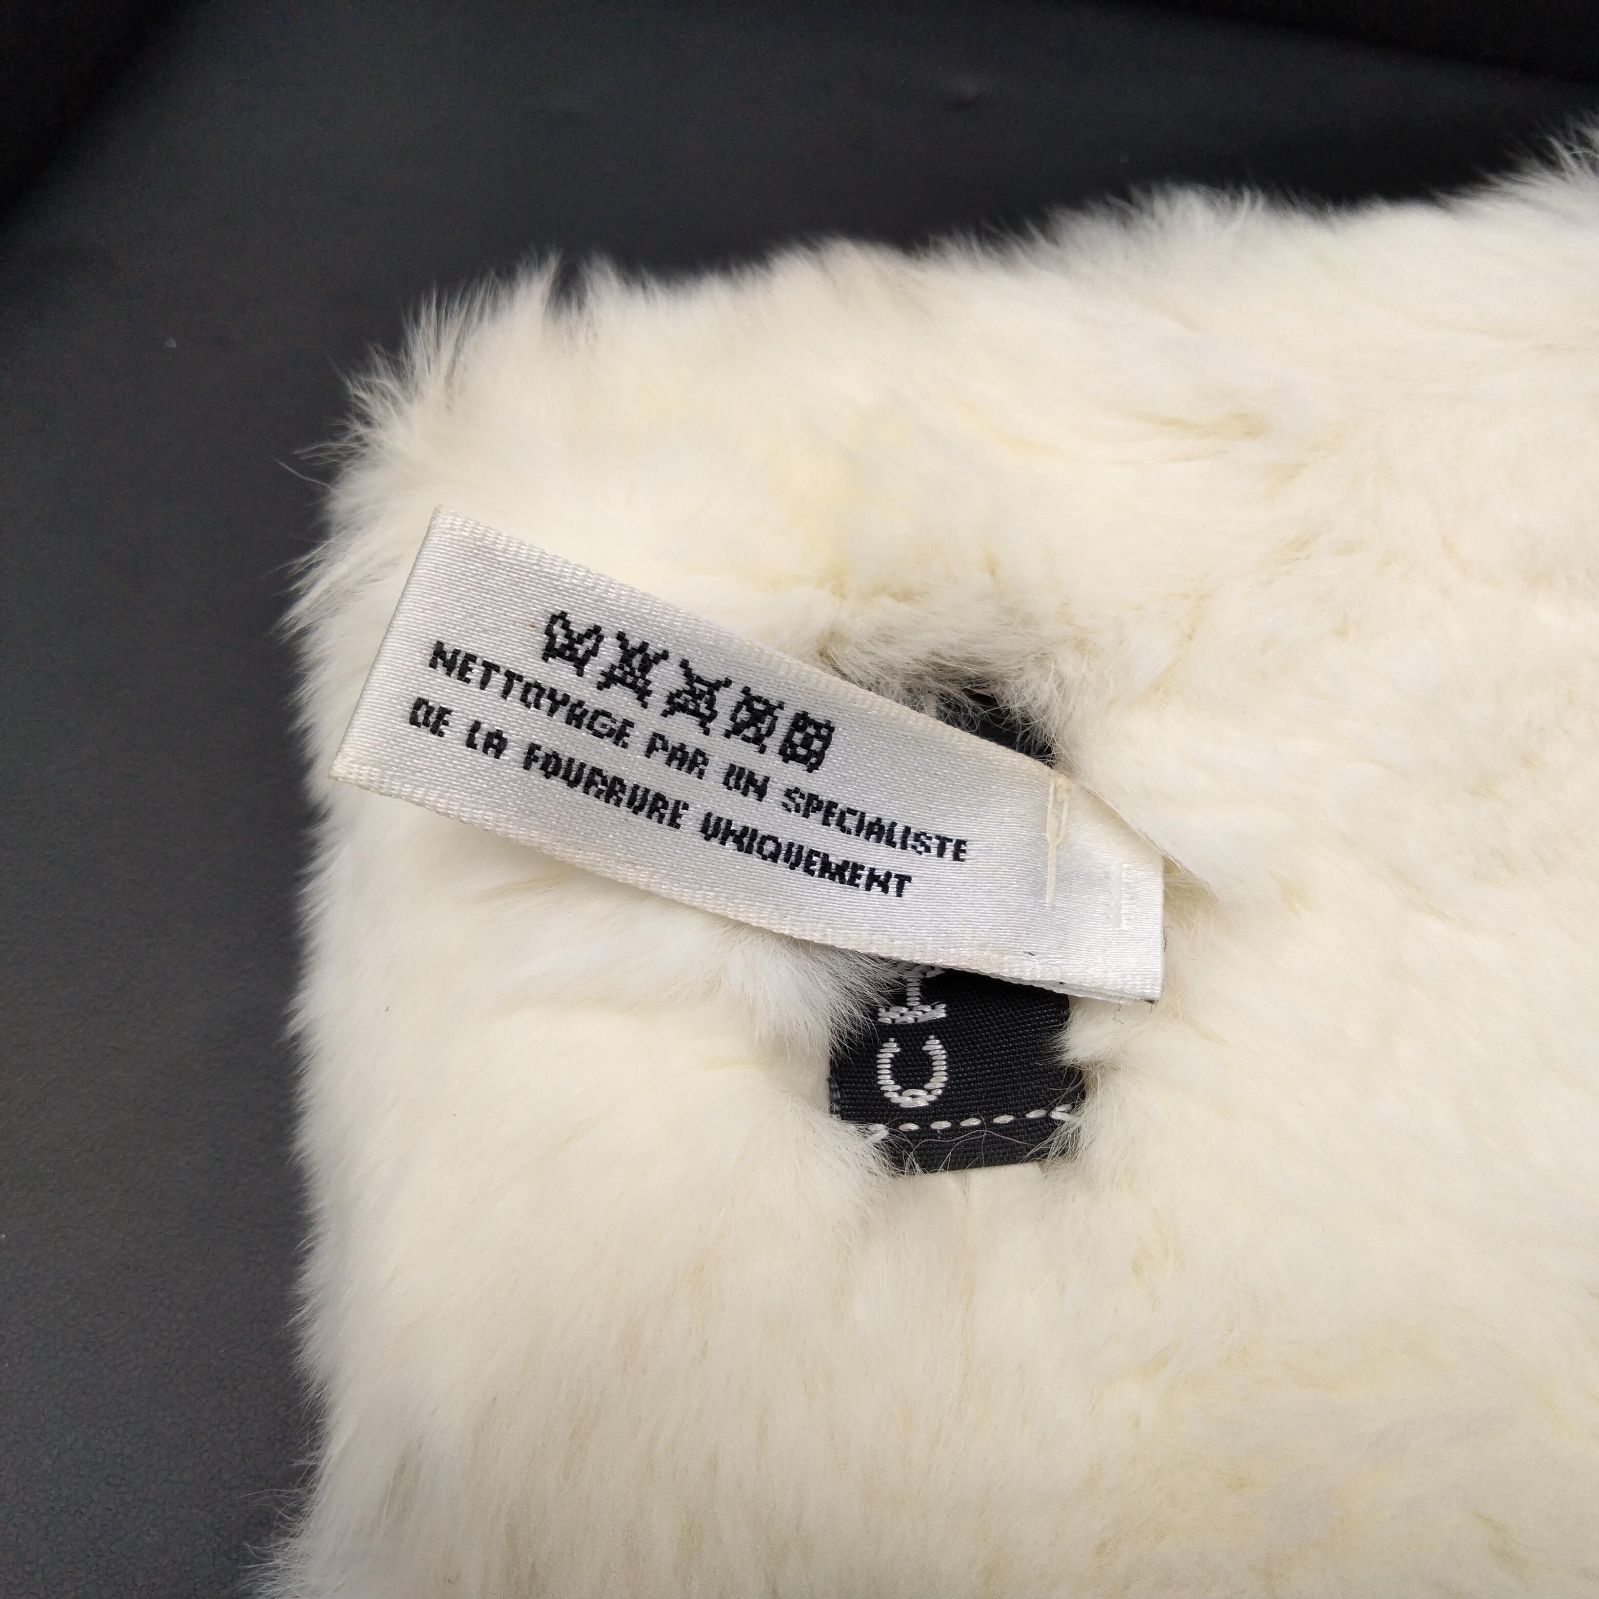 NETTOYAGE PAR UN SPECIALISTE
DE LA FOURRURE UNIQUEMENT
C